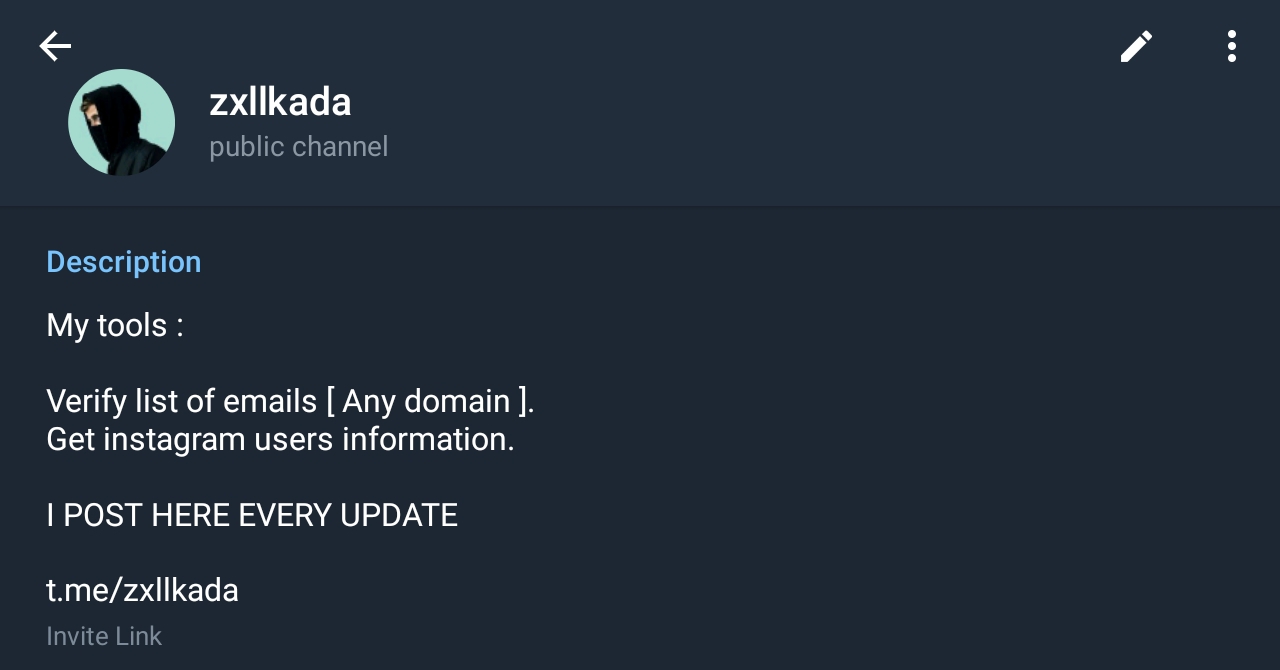 zxllkada
public channel
Description
My tools :
Verify list of emails [ Any domain ].
Get instagram users information.
I POST HERE EVERY UPDATE
t.me/zxllkada
Invite Link